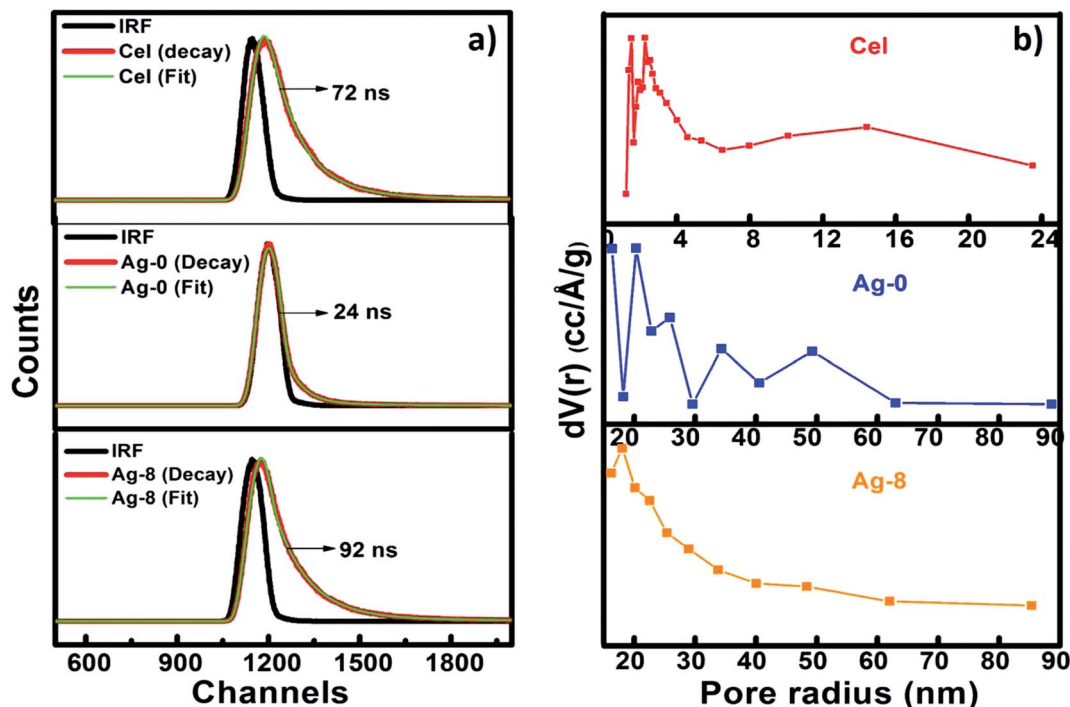 IRF
Cel (decay)
Cel (Fit)
a)
72 ns
IRF
Ag-0 (Decay)
Ag-0 (Fit)
24 ns
IRF
Ag-8 (Decay)
Ag-8 (Fit)
92 ns
Counts
600 900 1200 1500 1800
Channels
b)
Cel
0 4 8 12 16 20 24
Ag-0
20 30 40 50 60 70 80 90
Ag-8
20 30 40 50 60 70 80 90
dV(r) (cc/Å/g)
Pore radius (nm)